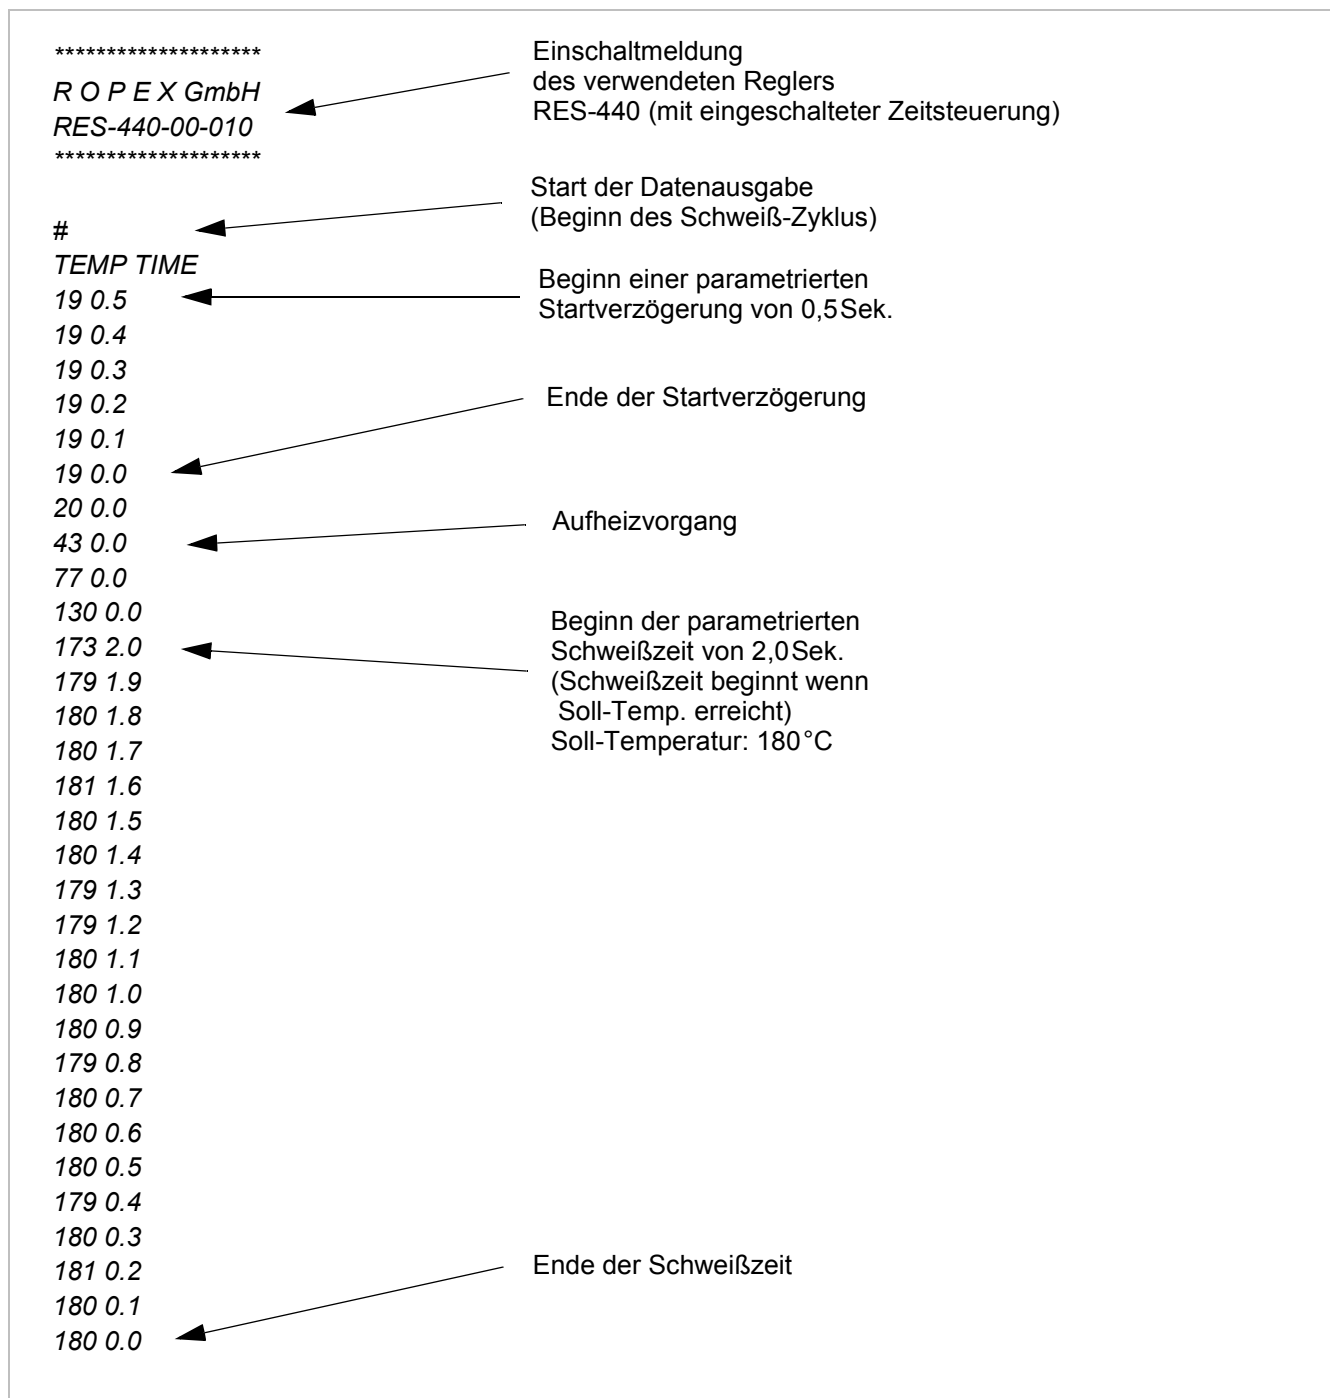 ********************
R O P E X GmbH
RES-440-00-010
********************
Einschaltmeldung
des verwendeten Reglers
RES-440 (mit eingeschalteter Zeitsteuerung)
Start der Datenausgabe
(Beginn des Schweiß-Zyklus)
#
TEMP TIME
Beginn einer parametrierten
Startverzögerung von 0,5 Sek.
19 0.5
19 0.4
19 0.3
19 0.2
Ende der Startverzögerung
19 0.1
19 0.0
20 0.0
Aufheizvorgang
43 0.0
77 0.0
130 0.0
Beginn der parametrierten
Schweißzeit von 2,0 Sek.
(Schweißzeit beginnt wenn
Soll-Temp. erreicht)
Soll-Temperatur: 180 °C
173 2.0
179 1.9
180 1.8
180 1.7
181 1.6
180 1.5
180 1.4
179 1.3
179 1.2
180 1.1
180 1.0
180 0.9
179 0.8
180 0.7
180 0.6
180 0.5
179 0.4
180 0.3
181 0.2
Ende der Schweißzeit
180 0.1
180 0.0